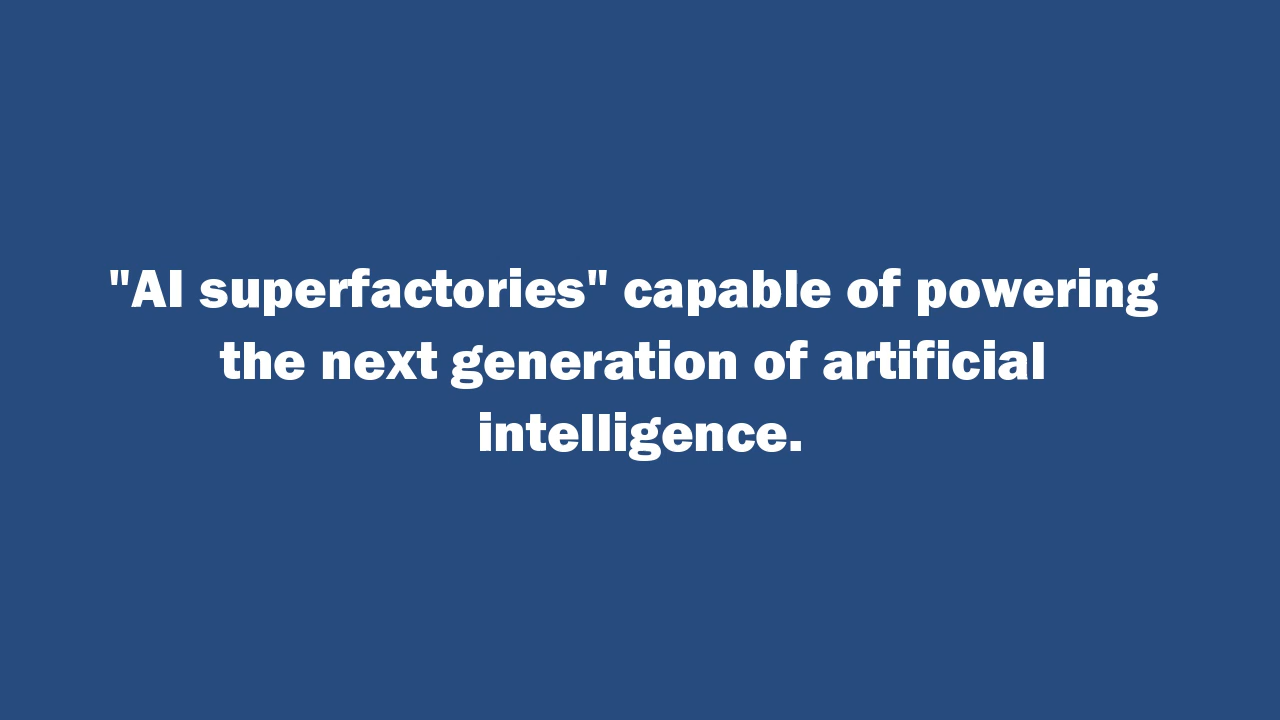 "AI superfactories" capable of powering
the next generation of artificial
intelligence.